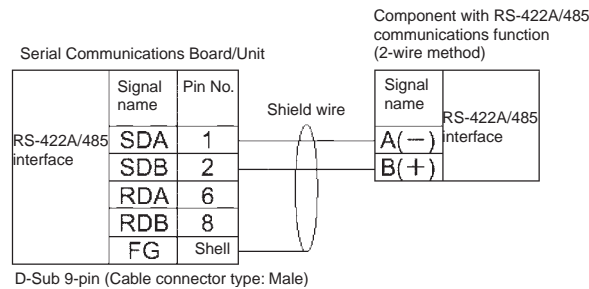 Component with RS-422A/485
communications function
(2-wire method)
Serial Communications Board/Unit
Signal
name
Pin No.
Shield wire
Signal
name
RS-422A/485
interface
SDA 1
SDB 2
RDA 6
RDB 8
FG Shell
A(−)
B(+)
RS-422A/485
interface
D-Sub 9-pin (Cable connector type: Male)